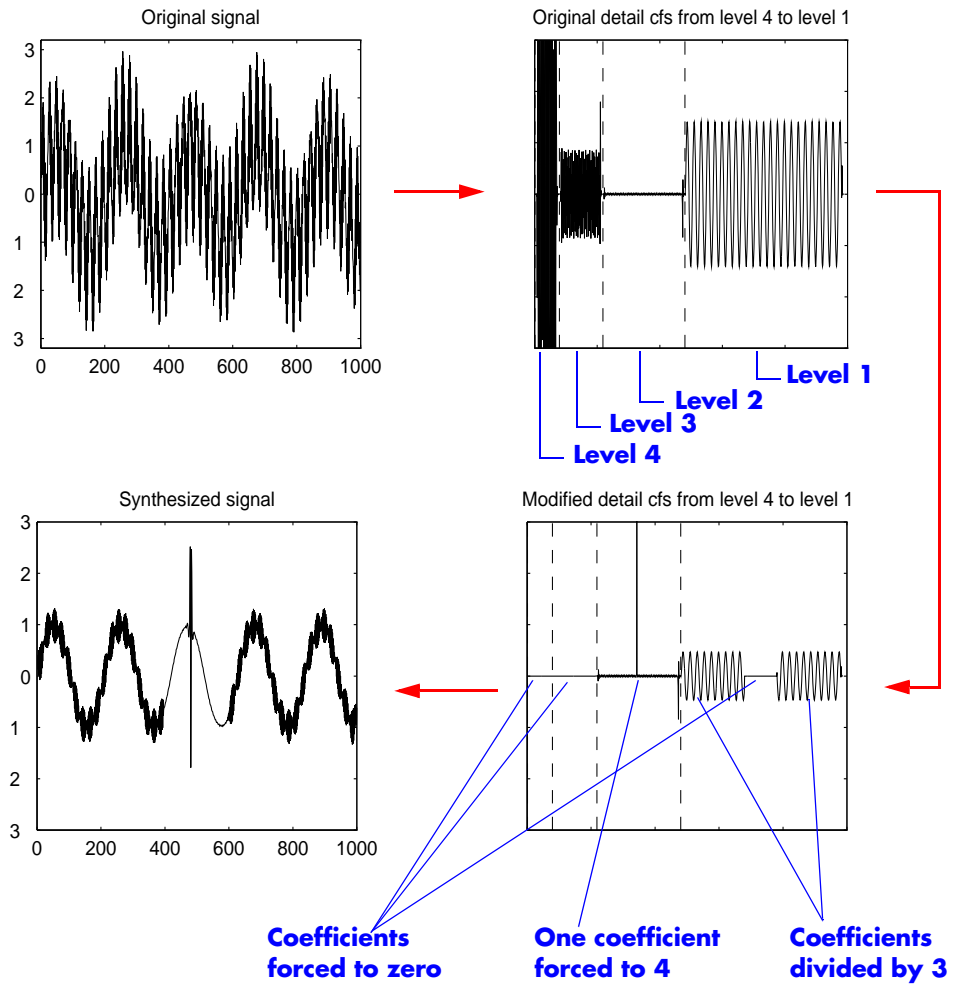 Original signal
Original detail cfs from level 4 to level 1
3
2
1
0
1
2
3
0 200 400 600 800 1000
Level 1
Level 2
Level 3
Level 4
Synthesized signal
Modified detail cfs from level 4 to level 1
3
2
1
0
1
2
3
0 200 400 600 800 1000
Coefficients
forced to zero
One coefficient
forced to 4
Coefficients
divided by 3